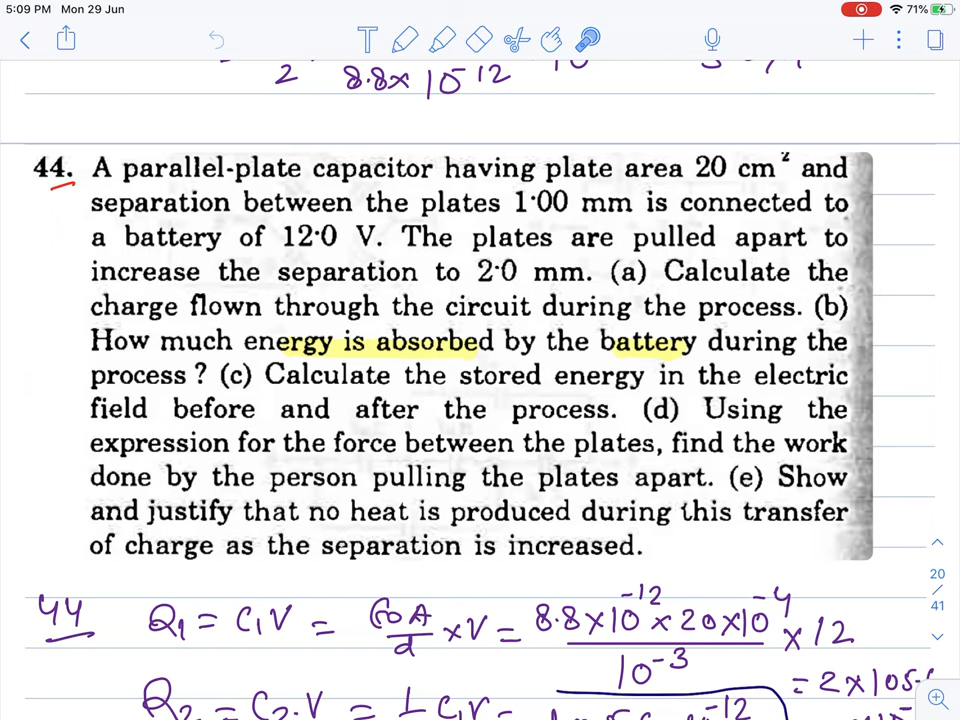 5:09 PM Mon 29 Jun
71%
2 8.8x 10-12
44. A parallel-plate capacitor having plate area 20 cm² and
separation between the plates 1·00 mm is connected to
a battery of 12·0 V. The plates are pulled apart to
increase the separation to 2·0 mm. (a) Calculate the
charge flown through the circuit during the process. (b)
How much energy is absorbed by the battery during the
process ? (c) Calculate the stored energy in the electric
field before and after the process. (d) Using the
expression for the force between the plates, find the work
done by the person pulling the plates apart. (e) Show
and justify that no heat is produced during this transfer
of charge as the separation is increased.
20
/
41
44 Q₁ = C₁V = ε₀A/d × V = 8.8×10⁻¹² × 20×10⁻⁴ / 10⁻³ × 12
= 2×105.
Q₂ = C₂.V = C₁V =